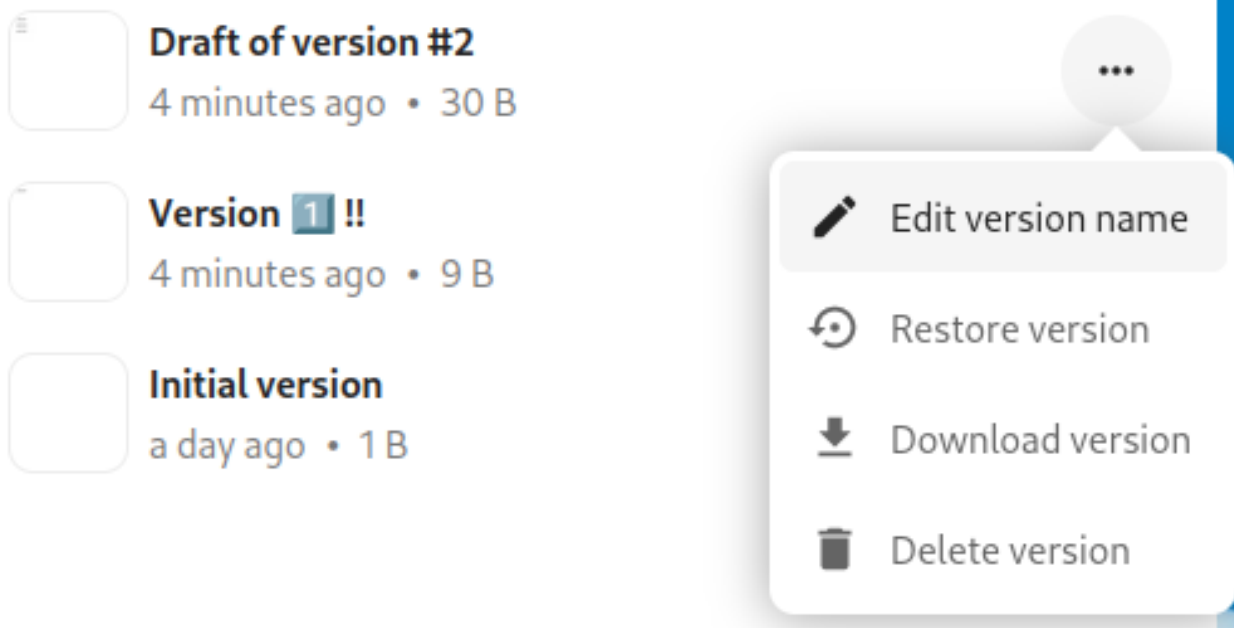 Draft of version #2
4 minutes ago • 30 B
Version 1️⃣ !!
4 minutes ago • 9 B
Initial version
a day ago • 1 B
Edit version name
Restore version
Download version
Delete version